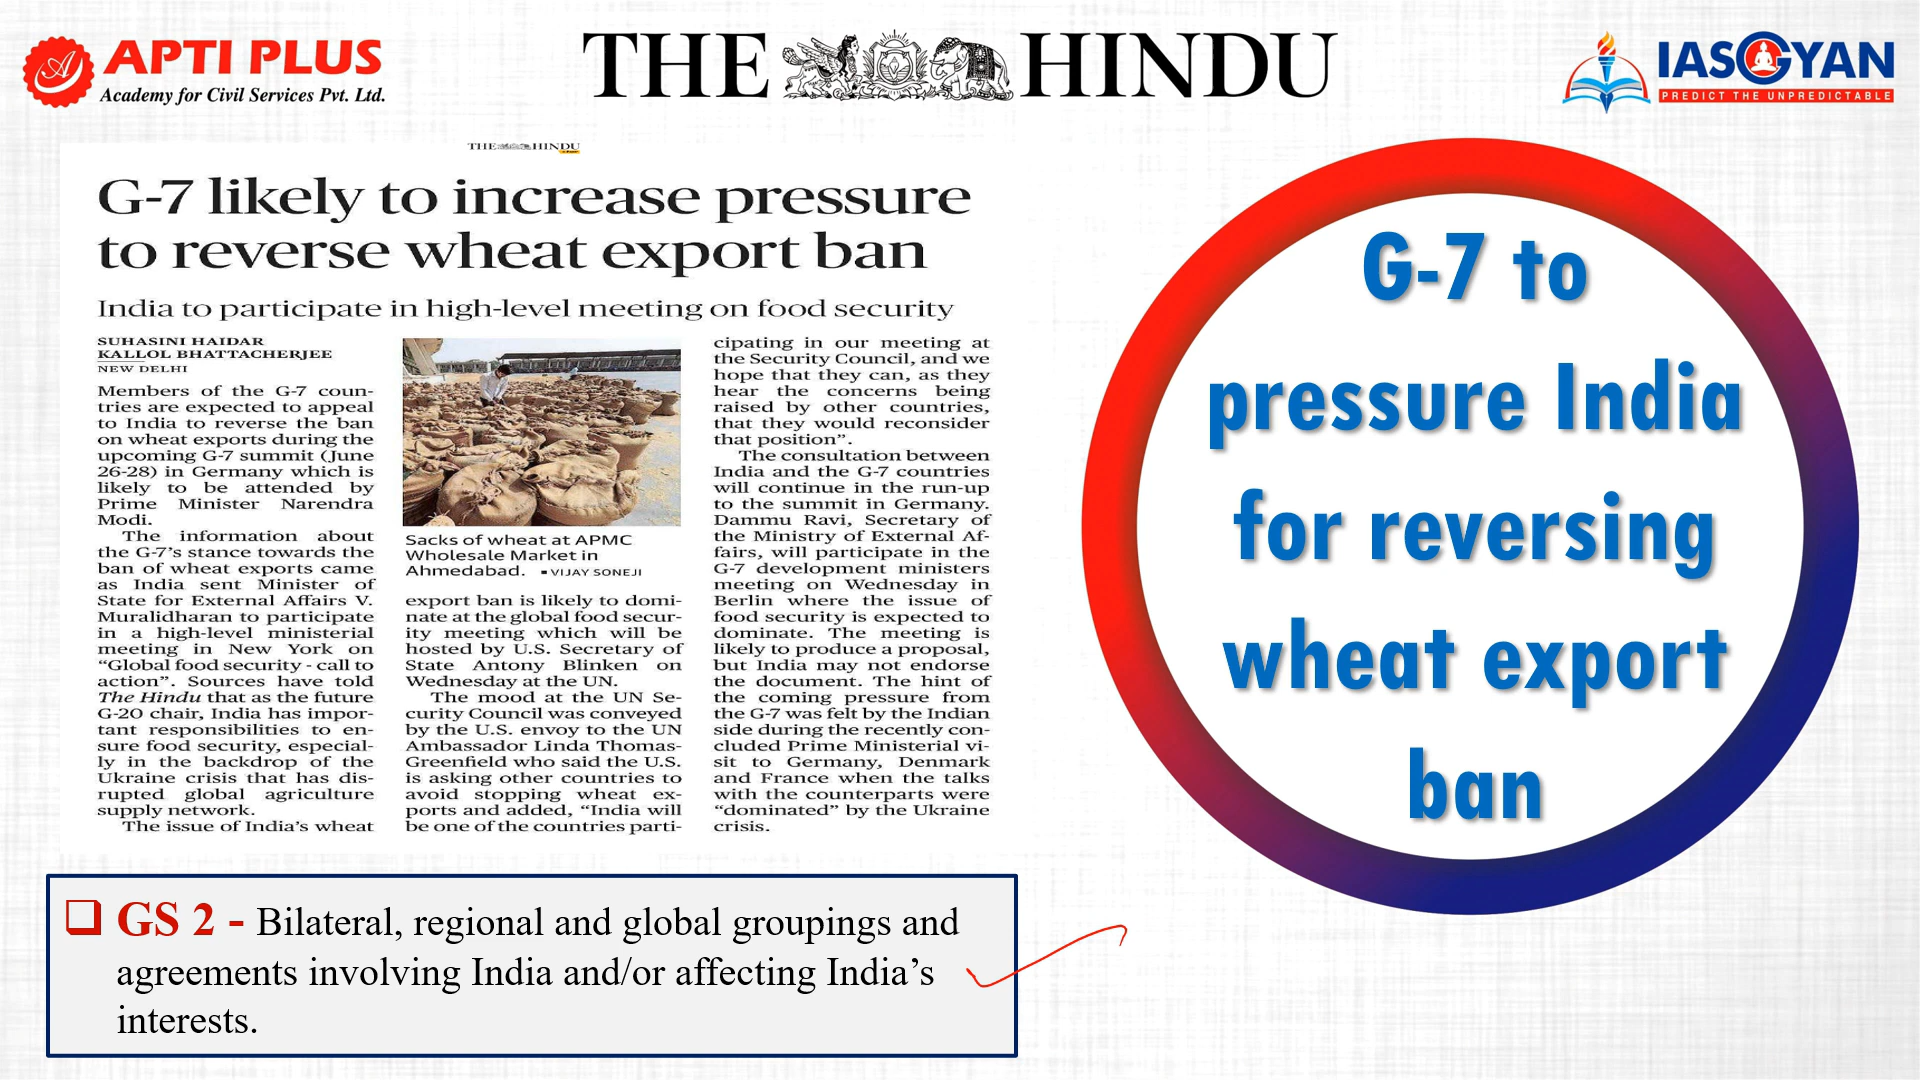 APTI PLUS
Academy for Civil Services Pvt. Ltd.
THE HINDU
IASGYAN
PREDICT THE UNPREDICTABLE
THE HINDU
G-7 likely to increase pressure
to reverse wheat export ban
India to participate in high-level meeting on food security
SUHASINI HAIDAR
KALLOL BHATTACHERJEE
NEW DELHI
Members of the G-7 coun-
tries are expected to appeal
to India to reverse the ban
on wheat exports during the
upcoming G-7 summit (June
26-28) in Germany which is
likely to be attended by
Prime Minister Narendra
Modi.
The information about
the G-7's stance towards the
ban of wheat exports came
as India sent Minister of
State for External Affairs V.
Muralidharan to participate
in a high-level ministerial
meeting in New York on
“Global food security - call to
action”. Sources have told
The Hindu that as the future
G-20 chair, India has impor-
tant responsibilities to en-
sure food security, especial-
ly in the backdrop of the
Ukraine crisis that has dis-
rupted global agriculture
supply network.
The issue of India's wheat
Sacks of wheat at APMC
Wholesale Market in
Ahmedabad. ▪ VIJAY SONEJI
export ban is likely to domi-
nate at the global food secur-
ity meeting which will be
hosted by U.S. Secretary of
State Antony Blinken on
Wednesday at the UN.
The mood at the UN Se-
curity Council was conveyed
by the U.S. envoy to the UN
Ambassador Linda Thomas-
Greenfield who said the U.S.
is asking other countries to
avoid stopping wheat ex-
ports and added, “India will
be one of the countries parti-
cipating in our meeting at
the Security Council, and we
hope that they can, as they
hear the concerns being
raised by other countries,
that they would reconsider
that position”.
The consultation between
India and the G-7 countries
will continue in the run-up
to the summit in Germany.
Dammu Ravi, Secretary of
the Ministry of External Af-
fairs, will participate in the
G-7 development ministers
meeting on Wednesday in
Berlin where the issue of
food security is expected to
dominate. The meeting is
likely to produce a proposal,
but India may not endorse
the document. The hint of
the coming pressure from
the G-7 was felt by the Indian
side during the recently con-
cluded Prime Ministerial vi-
sit to Germany, Denmark
and France when the talks
with the counterparts were
“dominated” by the Ukraine
crisis.
G-7 to
pressure India
for reversing
wheat export
ban
❑ GS 2 - Bilateral, regional and global groupings and
agreements involving India and/or affecting India’s
interests.